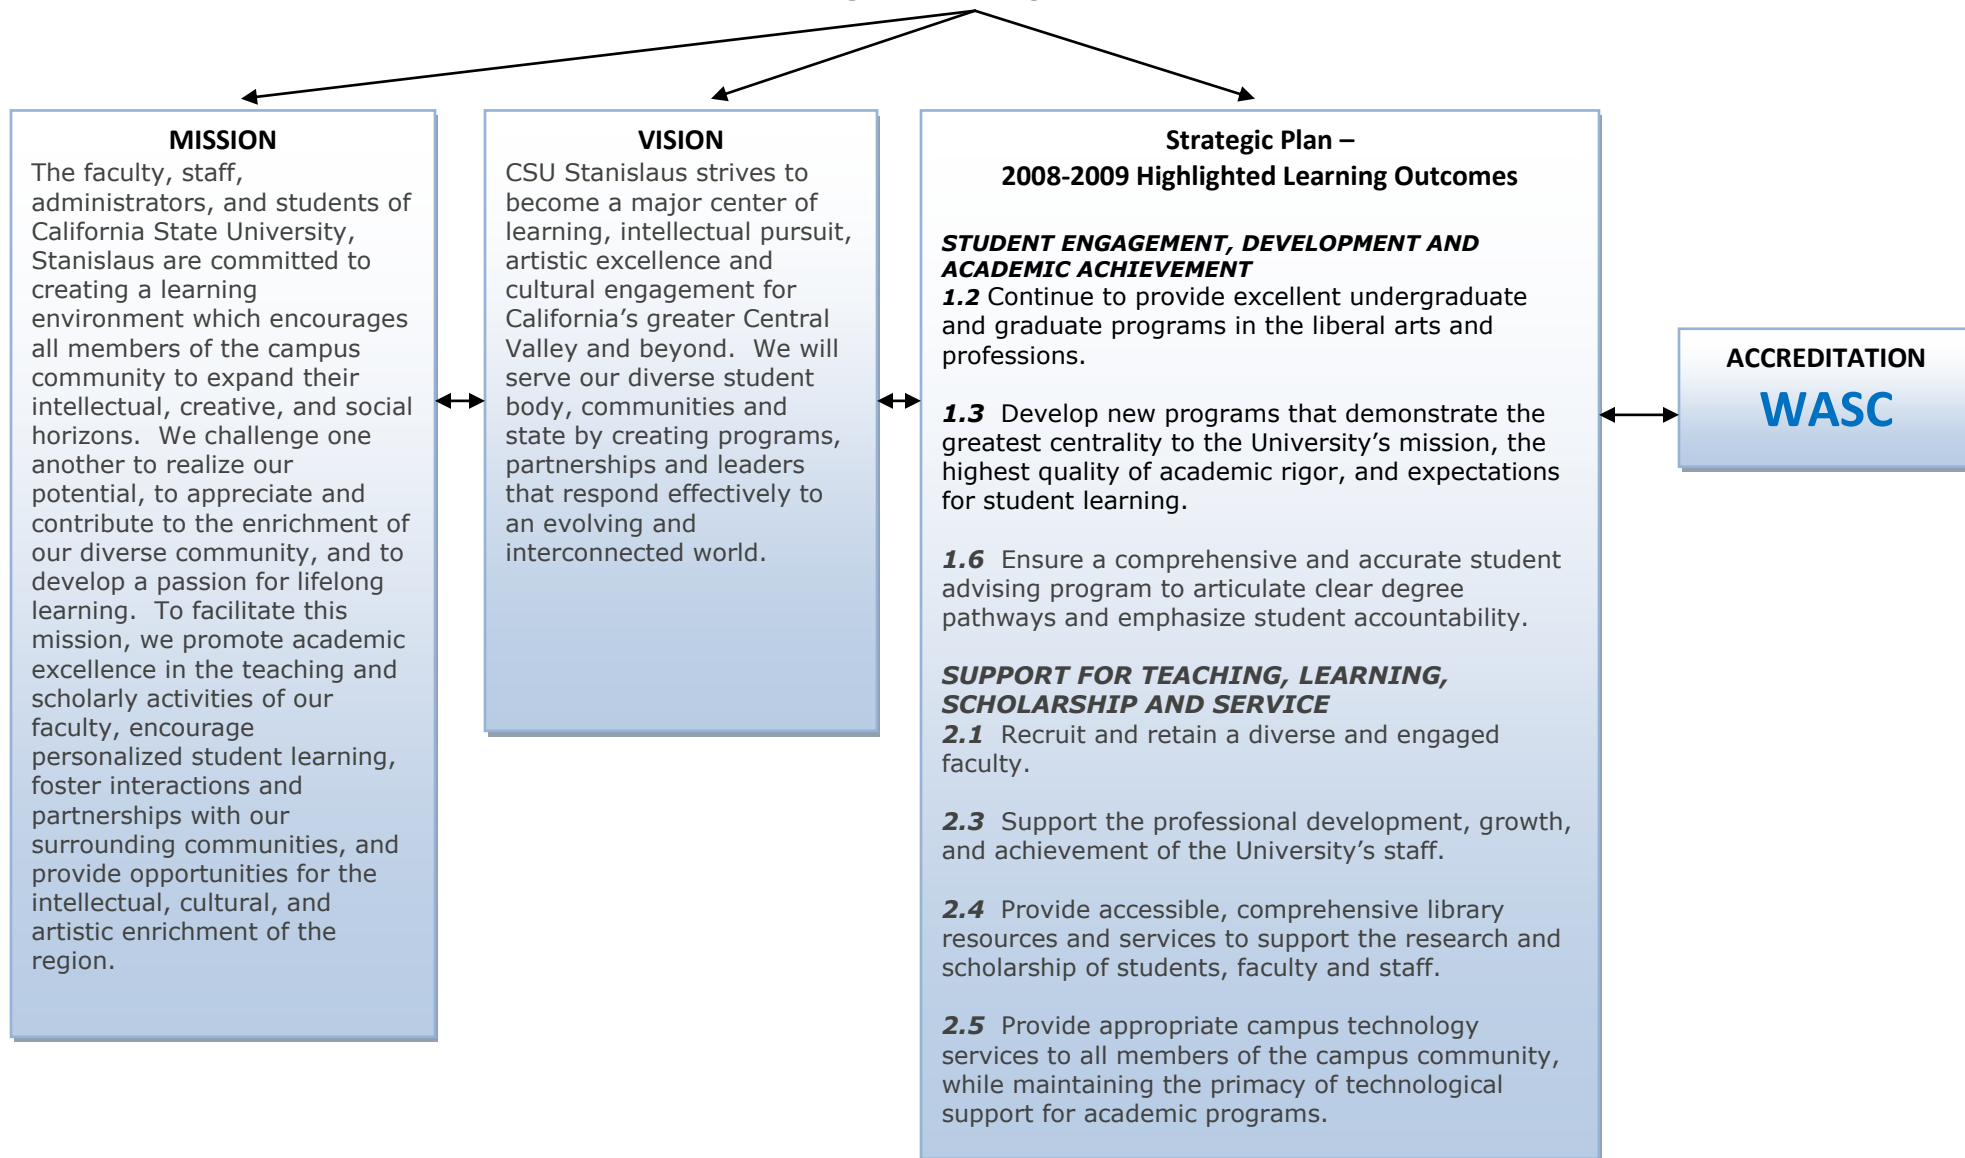 MISSION
The faculty, staff,
administrators, and students of
California State University,
Stanislaus are committed to
creating a learning
environment which encourages
all members of the campus
community to expand their
intellectual, creative, and social
horizons.  We challenge one
another to realize our
potential, to appreciate and
contribute to the enrichment of
our diverse community, and to
develop a passion for lifelong
learning.  To facilitate this
mission, we promote academic
excellence in the teaching and
scholarly activities of our
faculty, encourage
personalized student learning,
foster interactions and
partnerships with our
surrounding communities, and
provide opportunities for the
intellectual, cultural, and
artistic enrichment of the
region.
VISION
CSU Stanislaus strives to
become a major center of
learning, intellectual pursuit,
artistic excellence and
cultural engagement for
California’s greater Central
Valley and beyond.  We will
serve our diverse student
body, communities and
state by creating programs,
partnerships and leaders
that respond effectively to
an evolving and
interconnected world.
Strategic Plan –
2008-2009 Highlighted Learning Outcomes
STUDENT ENGAGEMENT, DEVELOPMENT AND
ACADEMIC ACHIEVEMENT
1.2 Continue to provide excellent undergraduate
and graduate programs in the liberal arts and
professions.
1.3  Develop new programs that demonstrate the
greatest centrality to the University’s mission, the
highest quality of academic rigor, and expectations
for student learning.
1.6  Ensure a comprehensive and accurate student
advising program to articulate clear degree
pathways and emphasize student accountability.
SUPPORT FOR TEACHING, LEARNING,
SCHOLARSHIP AND SERVICE
2.1  Recruit and retain a diverse and engaged
faculty.
2.3  Support the professional development, growth,
and achievement of the University’s staff.
2.4  Provide accessible, comprehensive library
resources and services to support the research and
scholarship of students, faculty and staff.
2.5  Provide appropriate campus technology
services to all members of the campus community,
while maintaining the primacy of technological
support for academic programs.
ACCREDITATION
WASC